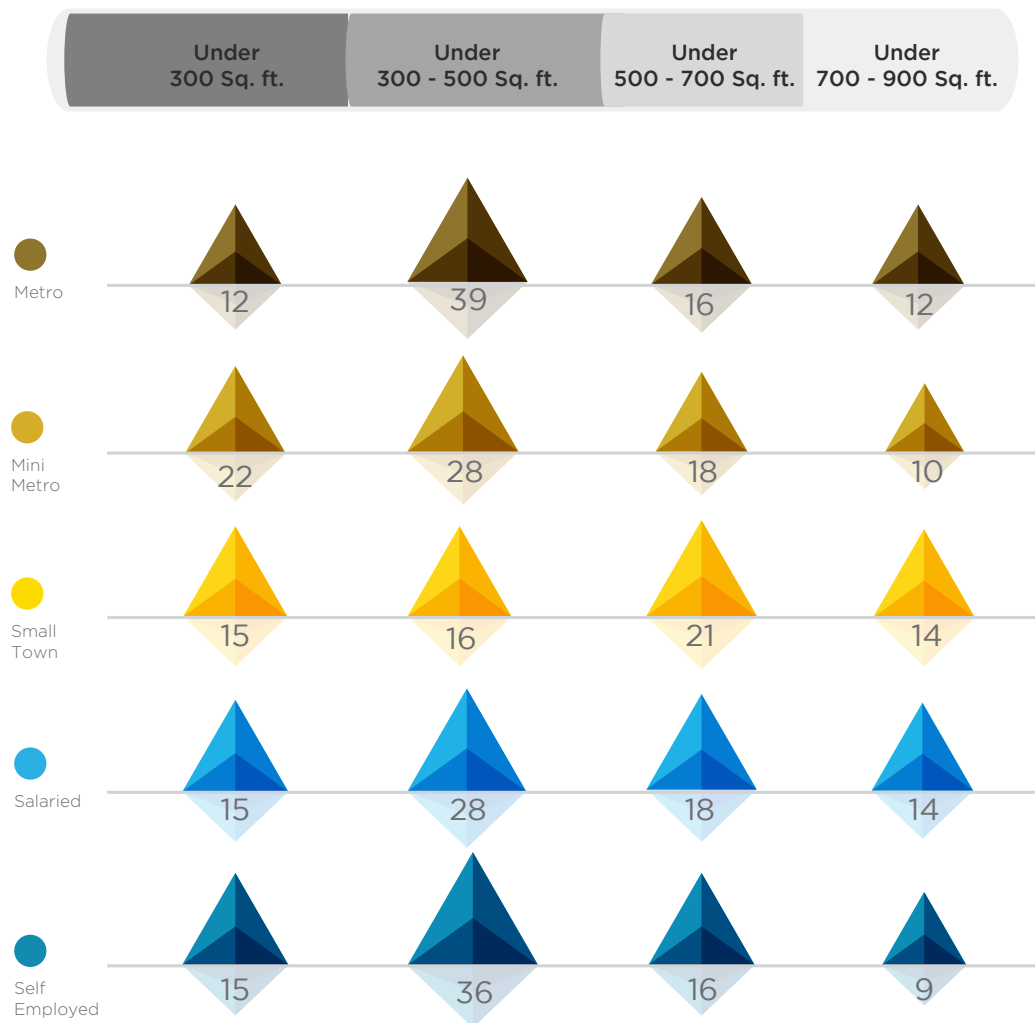 Under
300 Sq. ft.
Under
300 - 500 Sq. ft.
Under
500 - 700 Sq. ft.
Under
700 - 900 Sq. ft.
Metro
12
39
16
12
Mini
Metro
22
28
18
10
Small
Town
15
16
21
14
Salaried
15
28
18
14
Self
Employed
15
36
16
9